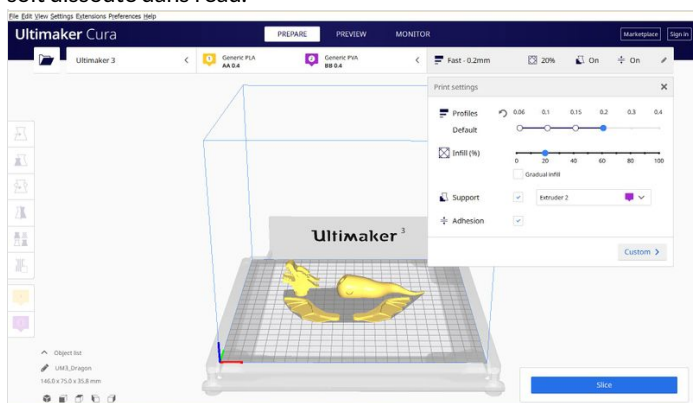 soit dissoute dans l'eau.
File Edit View Settings Extensions Preferences Help
Ultimaker Cura PREPARE PREVIEW MONITOR Marketplace Sign in
Ultimaker 3 Generic PLA AA 0.4 Generic PVA BB 0.4 Fast - 0.2mm 20% On On
Print settings
Profiles 0.06 0.1 0.15 0.2 0.3 0.4
Default
Infill (%)
0 20 40 60 80 100
Gradual infill
Support Extruder 2
Adhesion
Custom
Ultimaker 3
Object list
UM3_Dragon
146.0 x 75.0 x 35.8 mm
Slice